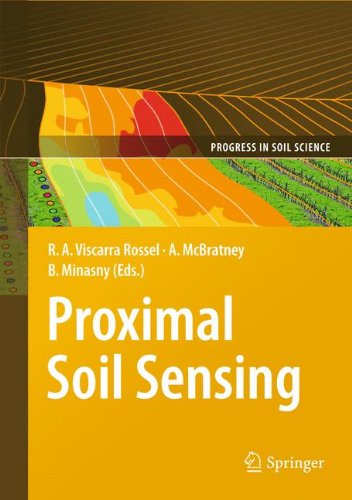 PROGRESS IN SOIL SCIENCE
R. A. Viscarra Rossel · A. McBratney
B. Minasny (Eds.)
Proximal
Soil Sensing
Springer